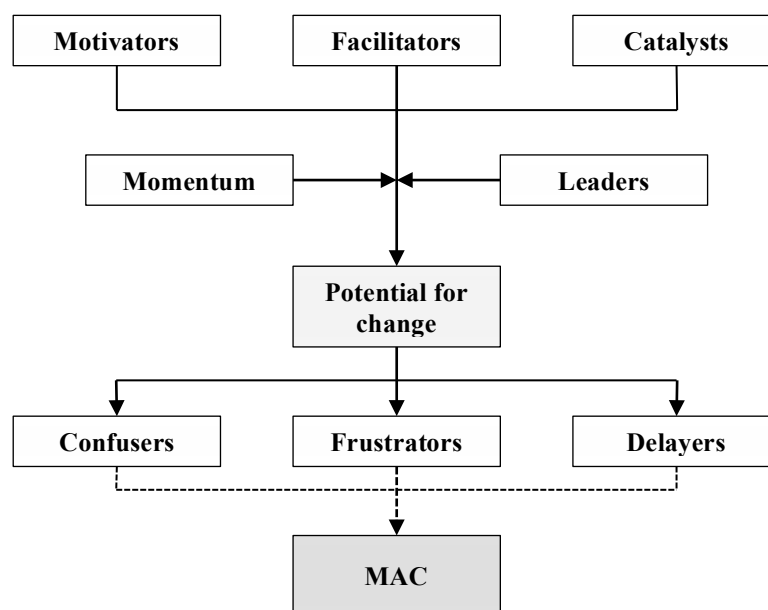 Motivators
Facilitators
Catalysts
Momentum
Leaders
Potential for
change
Confusers
Frustrators
Delayers
MAC